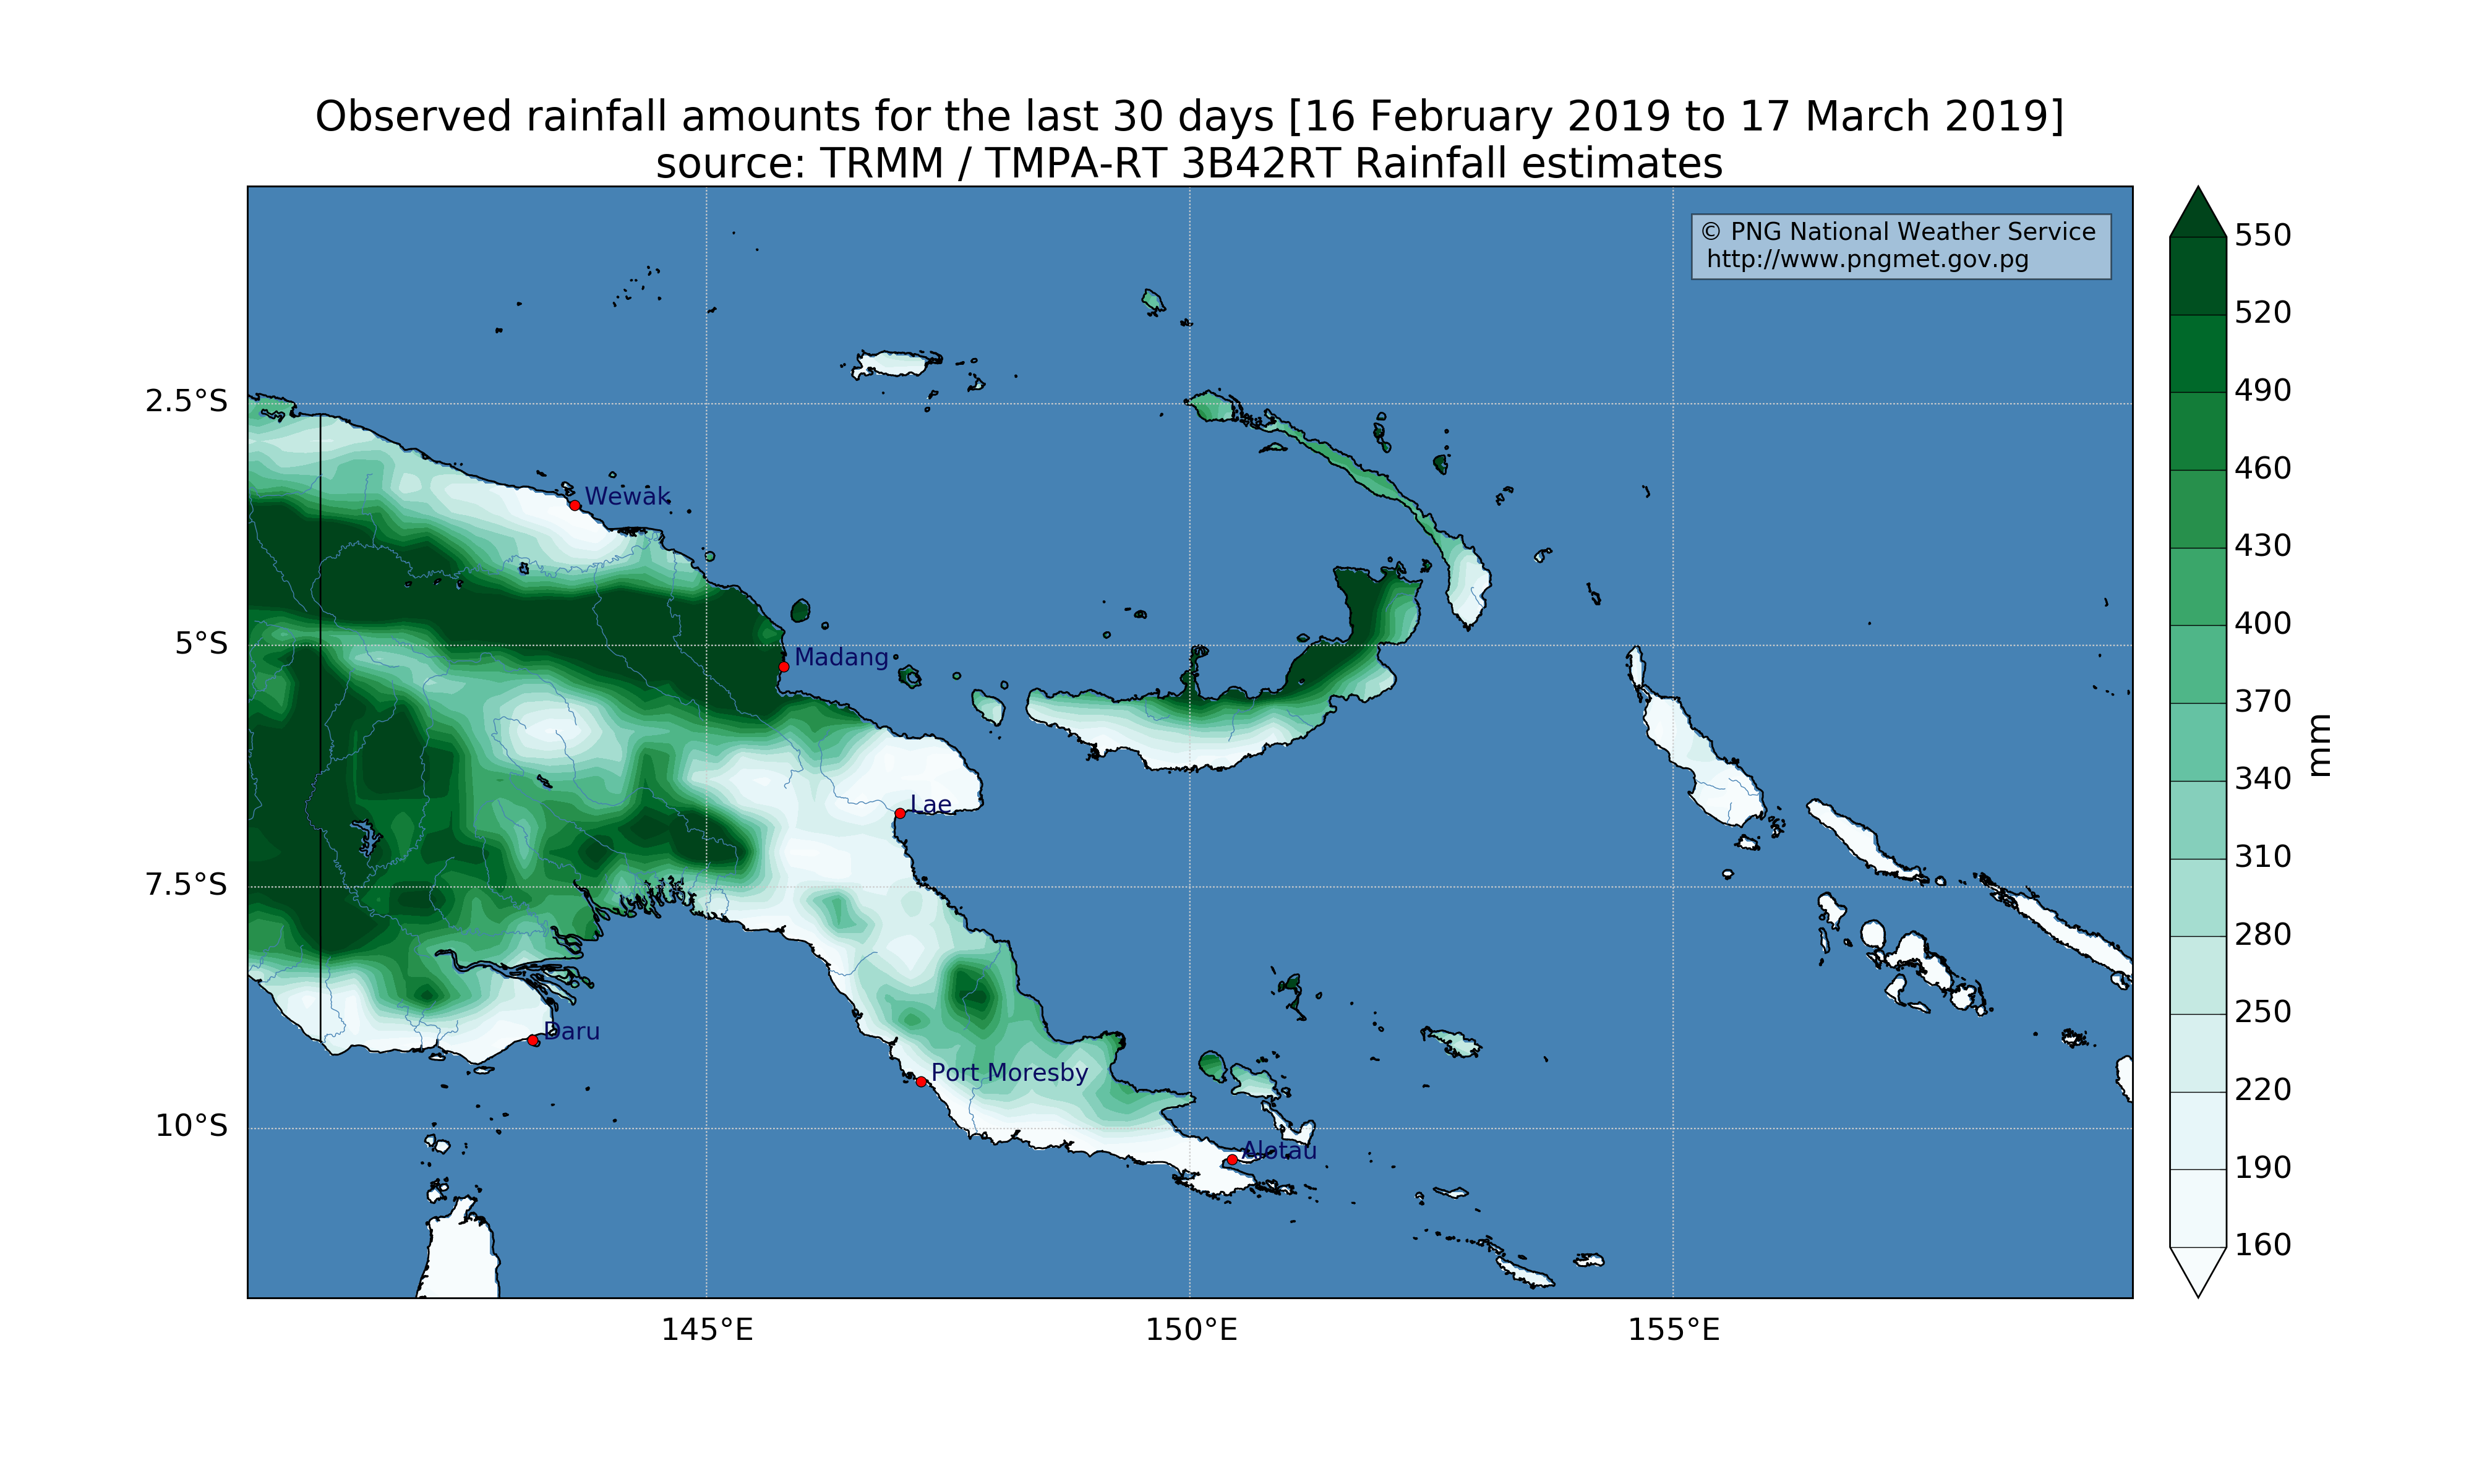 Observed rainfall amounts for the last 30 days [16 February 2019 to 17 March 2019]
source: TRMM / TMPA-RT 3B42RT Rainfall estimates
© PNG National Weather Service
http://www.pngmet.gov.pg
550
520
490
460
430
400
370
340
310
280
250
220
190
160
mm
2.5°S
5°S
7.5°S
10°S
Wewak
Madang
Lae
Daru
Port Moresby
Alotau
145°E
150°E
155°E